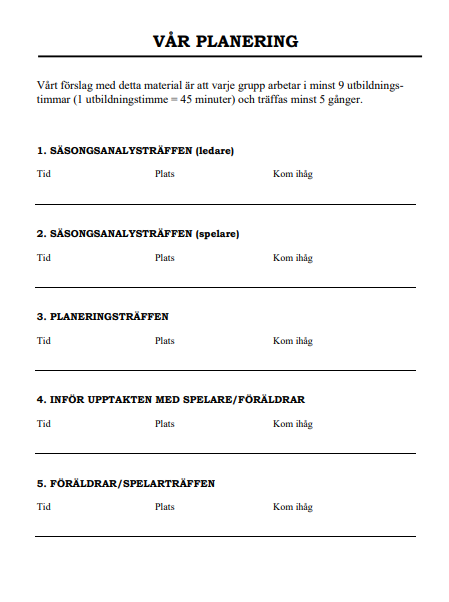 VÅR PLANERING
Vårt förslag med detta material är att varje grupp arbetar i minst 9 utbildnings-
timmar (1 utbildningstimme = 45 minuter) och träffas minst 5 gånger.
1. SÄSONGSANALYSTRÄFFEN (ledare)
Tid Plats Kom ihåg
2. SÄSONGSANALYSTRÄFFEN (spelare)
Tid Plats Kom ihåg
3. PLANERINGSTRÄFFEN
Tid Plats Kom ihåg
4. INFÖR UPPTAKTEN MED SPELARE/FÖRÄLDRAR
Tid Plats Kom ihåg
5. FÖRÄLDRAR/SPELARTRÄFFEN
Tid Plats Kom ihåg